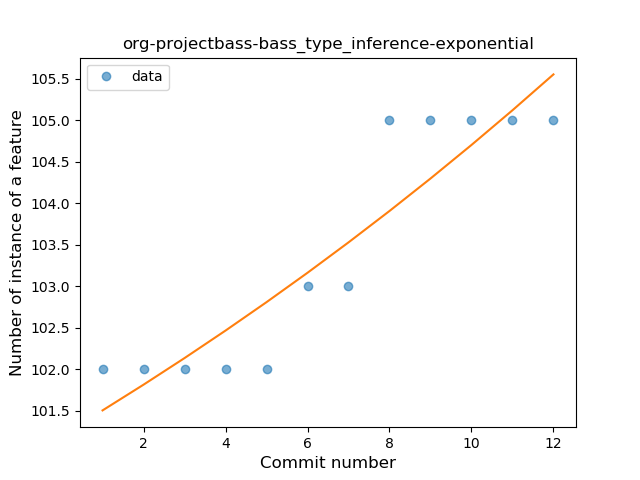 org-projectbass-bass_type_inference-exponential
data
Number of instance of a feature
105.5
105.0
104.5
104.0
103.5
103.0
102.5
102.0
101.5
2 4 6 8 10 12
Commit number